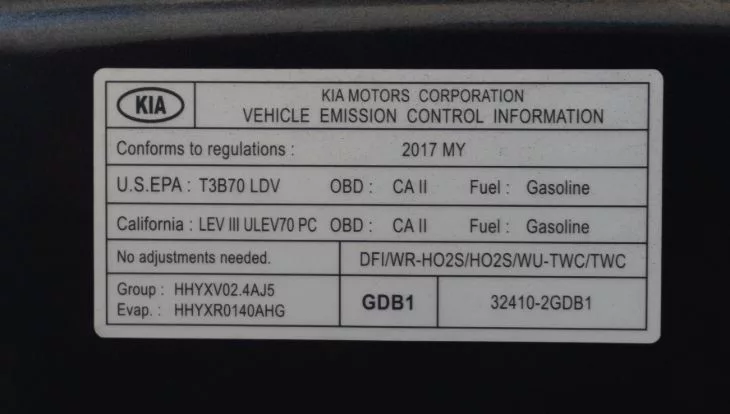 KIA
KIA MOTORS CORPORATION
VEHICLE EMISSION CONTROL INFORMATION
Conforms to regulations : 2017 MY
U.S.EPA : T3B70 LDV OBD : CA II Fuel : Gasoline
California : LEV III ULEV70 PC OBD : CA II Fuel : Gasoline
No adjustments needed. DFI/WR-HO2S/HO2S/WU-TWC/TWC
Group : HHYXV02.4AJ5
Evap. : HHYXR0140AHG
GDB1
32410-2GDB1